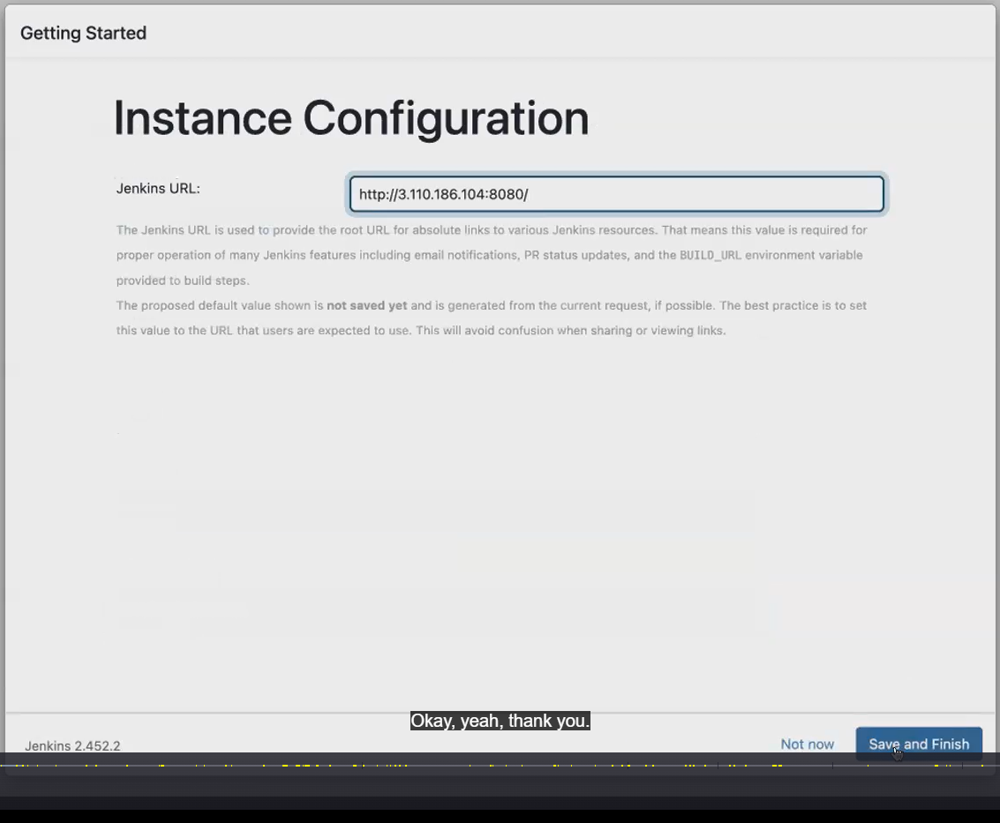 Getting Started
Instance Configuration
Jenkins URL:
http://3.110.186.104:8080/
The Jenkins URL is used to provide the root URL for absolute links to various Jenkins resources. That means this value is required for
proper operation of many Jenkins features including email notifications, PR status updates, and the BUILD_URL environment variable
provided to build steps.
The proposed default value shown is not saved yet and is generated from the current request, if possible. The best practice is to set
this value to the URL that users are expected to use. This will avoid confusion when sharing or viewing links.
Okay, yeah, thank you.
Jenkins 2.452.2
Not now
Save and Finish